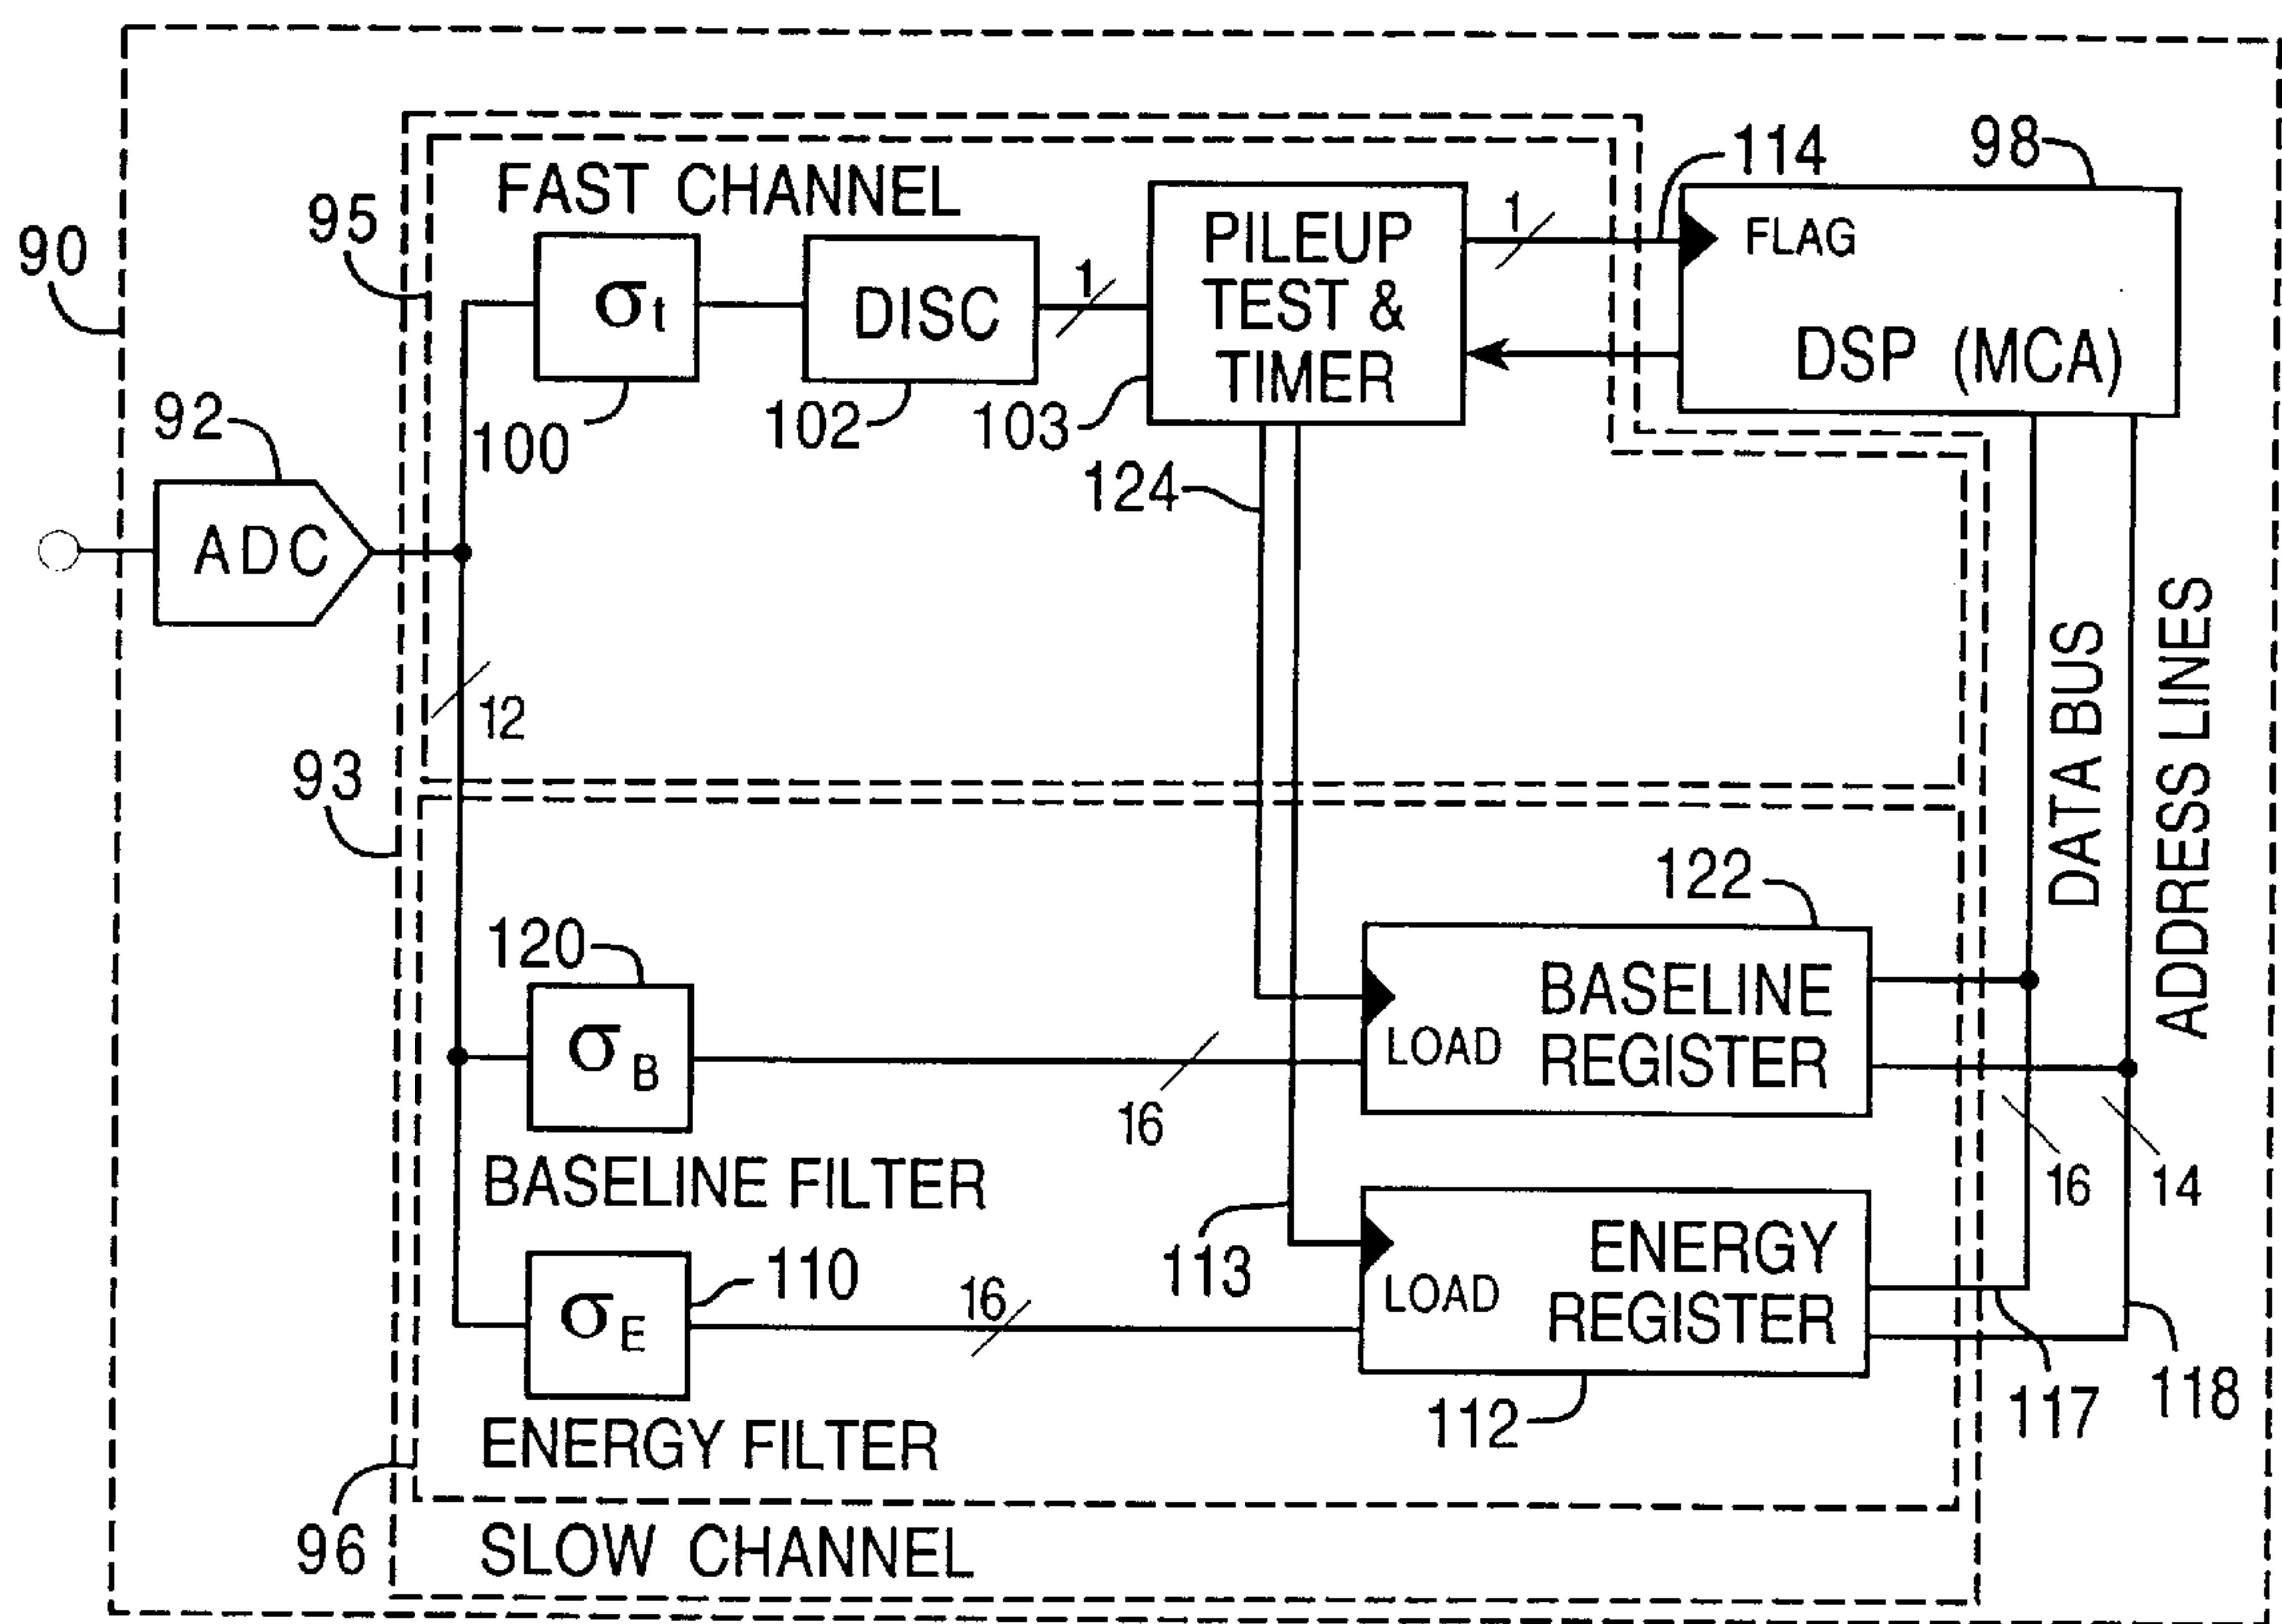 90
92
ADC
95
FAST CHANNEL
σt
100
DISC
102
1
PILEUP
TEST &
TIMER
103
1
114
98
FLAG
DSP (MCA)
124
12
93
DATA BUS
ADDRESS LINES
120
σB
BASELINE FILTER
16
122
BASELINE
REGISTER
LOAD
16
14
σE
110
ENERGY FILTER
16
113
ENERGY
REGISTER
LOAD
112
117
118
96
SLOW CHANNEL